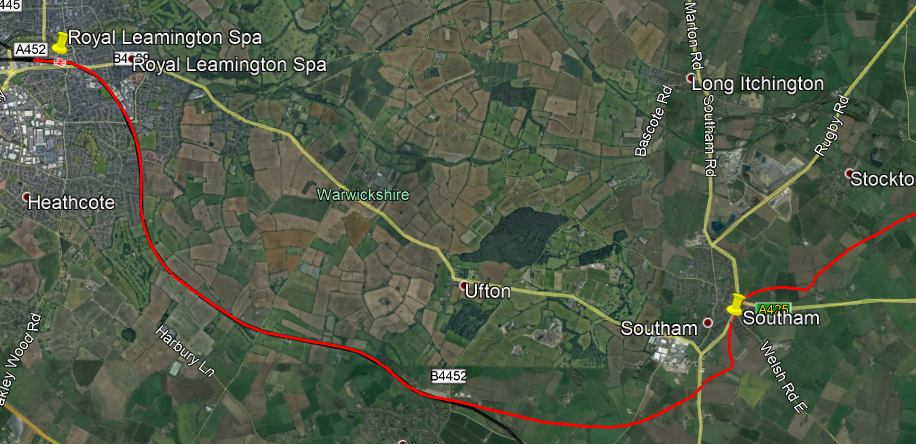 445
Royal Leamington Spa
A452
Royal Leamington Spa
Marton Rd
Long Itchington
Bascote Rd
Southam Rd
Rugby Rd
Stockto
Warwickshire
Heathcote
Ufton
A425
Southam
Southam
Harbury Ln
Welsh Rd E
B4452
akley Wood Rd